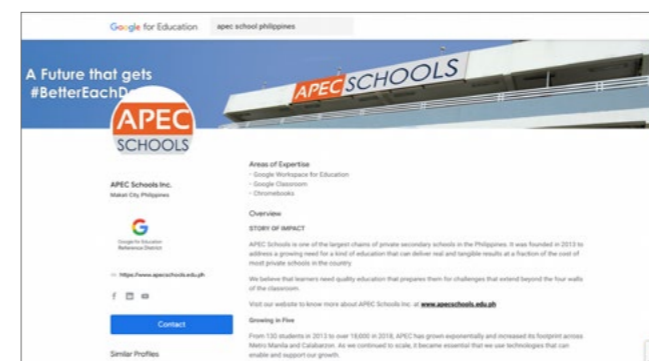 Google for Education
apec school philippines
A Future that gets
#BetterEachD
APEC SCHOOLS
APEC
SCHOOLS
APEC Schools Inc.
Makati City, Philippines
Google for Education
Reference District
https://www.apecschools.edu.ph
Contact
Similar Profiles
Areas of Expertise
- Google Workspace for Education
- Google Classroom
- Chromebooks
Overview
STORY OF IMPACT
APEC Schools is one of the largest chains of private secondary schools in the Philippines. It was founded in 2013 to
address a growing need for a kind of education that can deliver real and tangible results at a fraction of the cost of
most private schools in the country
We believe that learners need quality education that prepares them for challenges that extend beyond the four walls
of the classroom.
Visit our website to know more about APEC Schools Inc. at www.apecschools.edu.ph
Growing in Five
From 130 students in 2013 to over 18,000 in 2018, APEC has grown exponentially and increased its footprint across
Metro Manila and Calabarzon. As we continued to scale, it became essential that we use technologies that can
enable and support our growth.